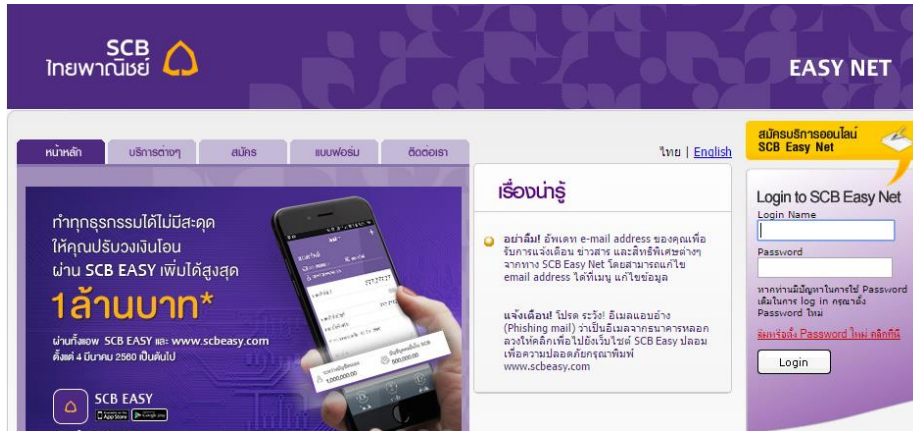 SCB
ไทยพาณิชย์
EASY NET
หน้าหลัก
บริการต่างๆ
สมัคร
แบบฟอร์ม
ติดต่อเรา
ไทย | English
ทำทุกธุรกรรมได้ไม่มีสะดุด
ให้คุณปรับวงเงินโอน
ผ่าน SCB EASY เพิ่มได้สูงสุด
1ล้านบาท*
ผ่านทั้งแอพ SCB EASY และ www.scbeasy.com
ตั้งแต่ 4 มีนาคม 2560 เป็นต้นไป
SCB EASY
App Store
Google play
1,000,000.00
500,000.00
เรื่องน่ารู้
อย่าลืม! อัพเดท e-mail address ของคุณเพื่อ
รับการแจ้งเตือน ข่าวสาร และสิทธิพิเศษต่างๆ
จากทาง SCB Easy Net โดยสามารถแก้ไข
email address ได้ที่เมนู แก้ไขข้อมูล
แจ้งเตือน! โปรด ระวัง! อีเมลแอบอ้าง
(Phishing mail) ว่าเป็นอีเมลจากธนาคารหลอก
ลวงให้คลิกเพื่อไปยังเว็บไซต์ SCB Easy ปลอม
เพื่อความปลอดภัยกรุณาพิมพ์
www.scbeasy.com
สมัครบริการออนไลน์
SCB Easy Net
Login to SCB Easy Net
Login Name
Password
หากท่านมีปัญหาในการใช้ Password
เดิมในการ log in กรุณาตั้ง
Password ใหม่
ลืมหรือตั้ง Password ใหม่ คลิกที่นี่
Login